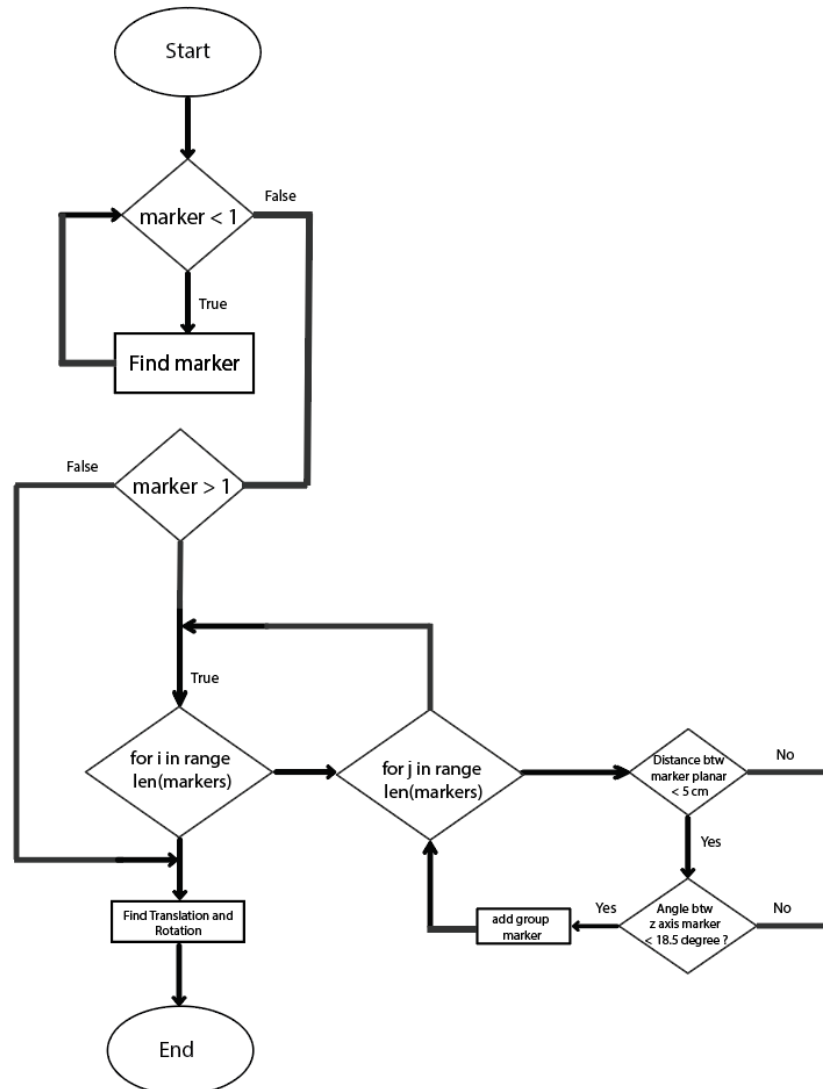 Start
False
marker < 1
True
Find marker
False
marker > 1
True
for i in range
len(markers)
for j in range
len(markers)
Distance btw
marker planar
< 5 cm
No
Yes
Angle btw
z axis marker
< 18.5 degree ?
No
Yes
add group
marker
Find Translation and
Rotation
End